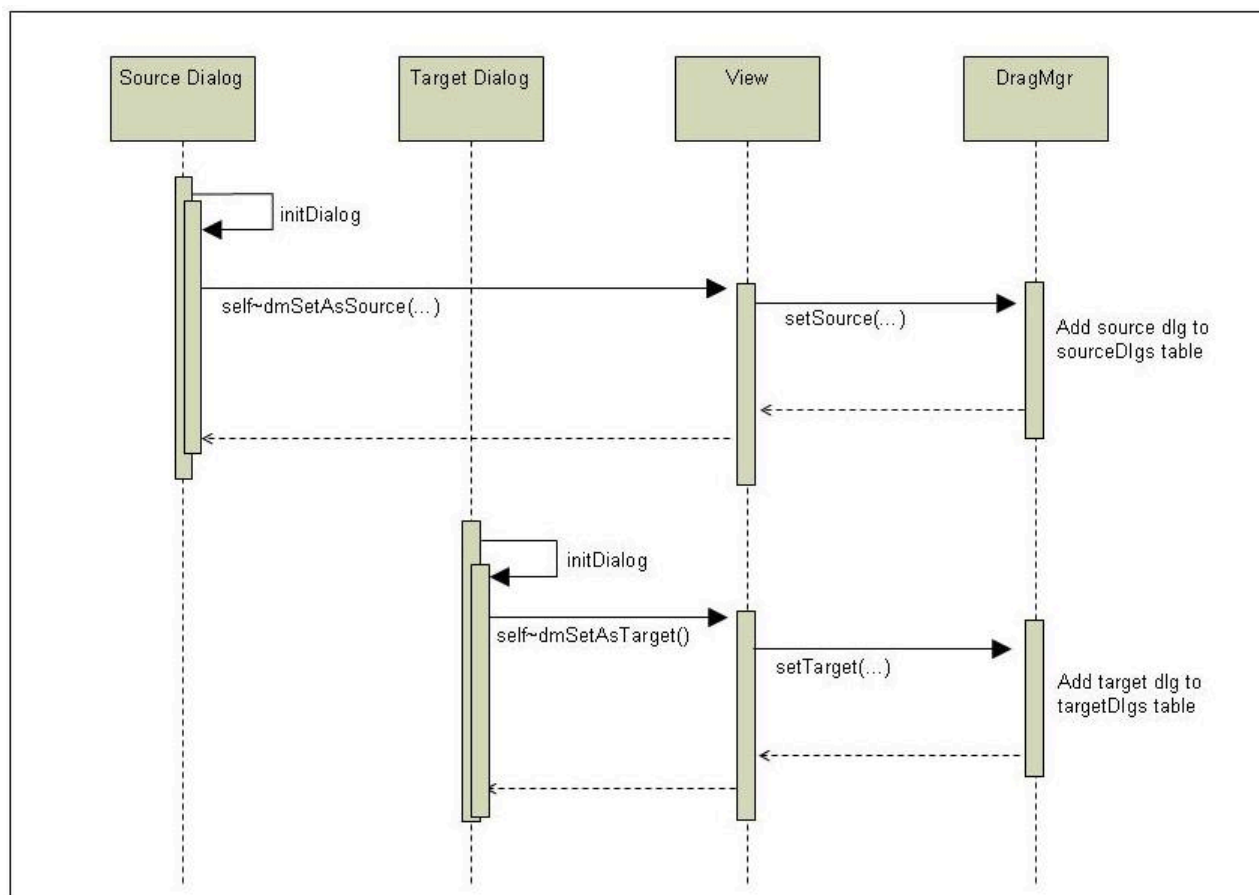 Source Dialog
Target Dialog
View
DragMgr
initDialog
self~dmSetAsSource(...)
setSource(...)
Add source dlg to
sourceDlgs table
initDialog
self~dmSetAsTarget()
setTarget(...)
Add target dlg to
targetDlgs table